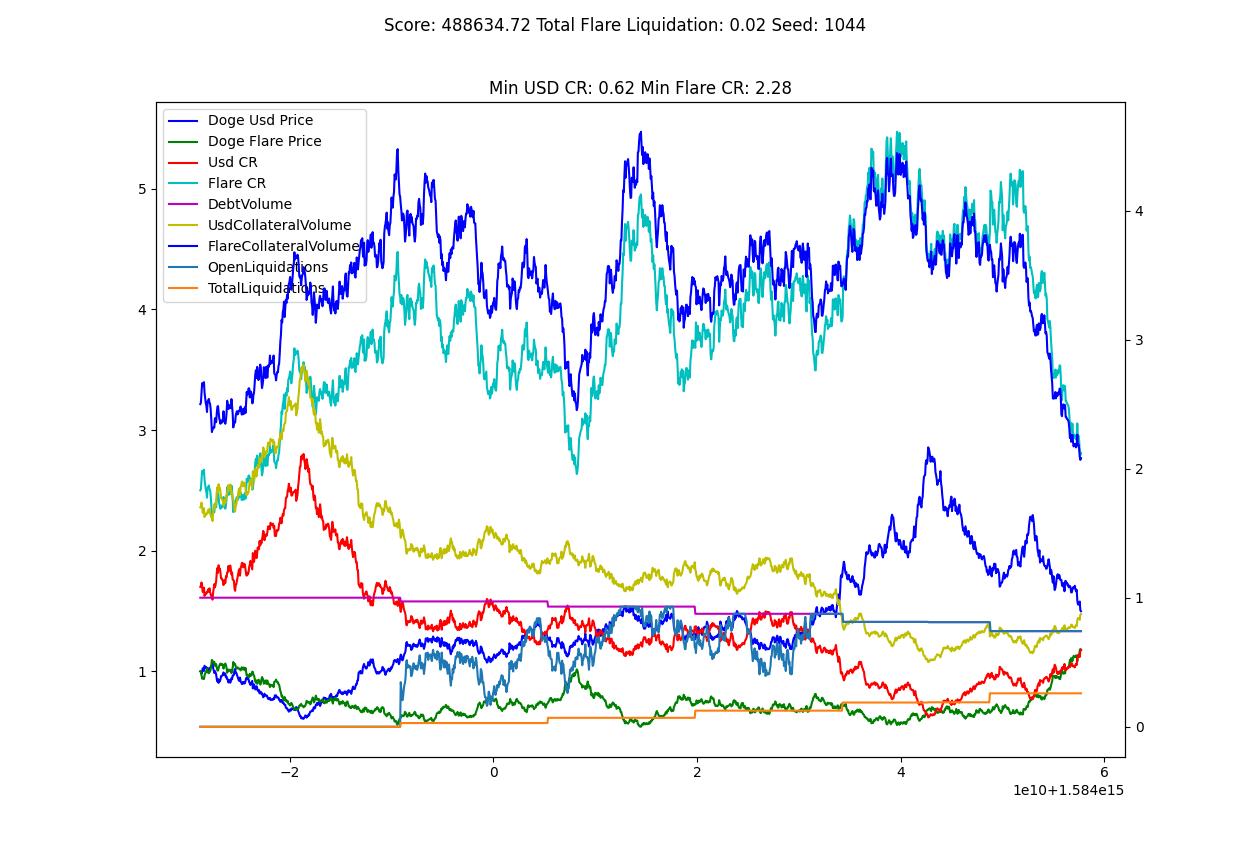 Score: 488634.72 Total Flare Liquidation: 0.02 Seed: 1044
Min USD CR: 0.62 Min Flare CR: 2.28
Doge Usd Price
Doge Flare Price
Usd CR
Flare CR
DebtVolume
UsdCollateralVolume
FlareCollateralVolume
OpenLiquidations
TotalLiquidations
5
4
3
2
1
4
3
2
1
0
−2
0
2
4
6
1e10+1.584e15